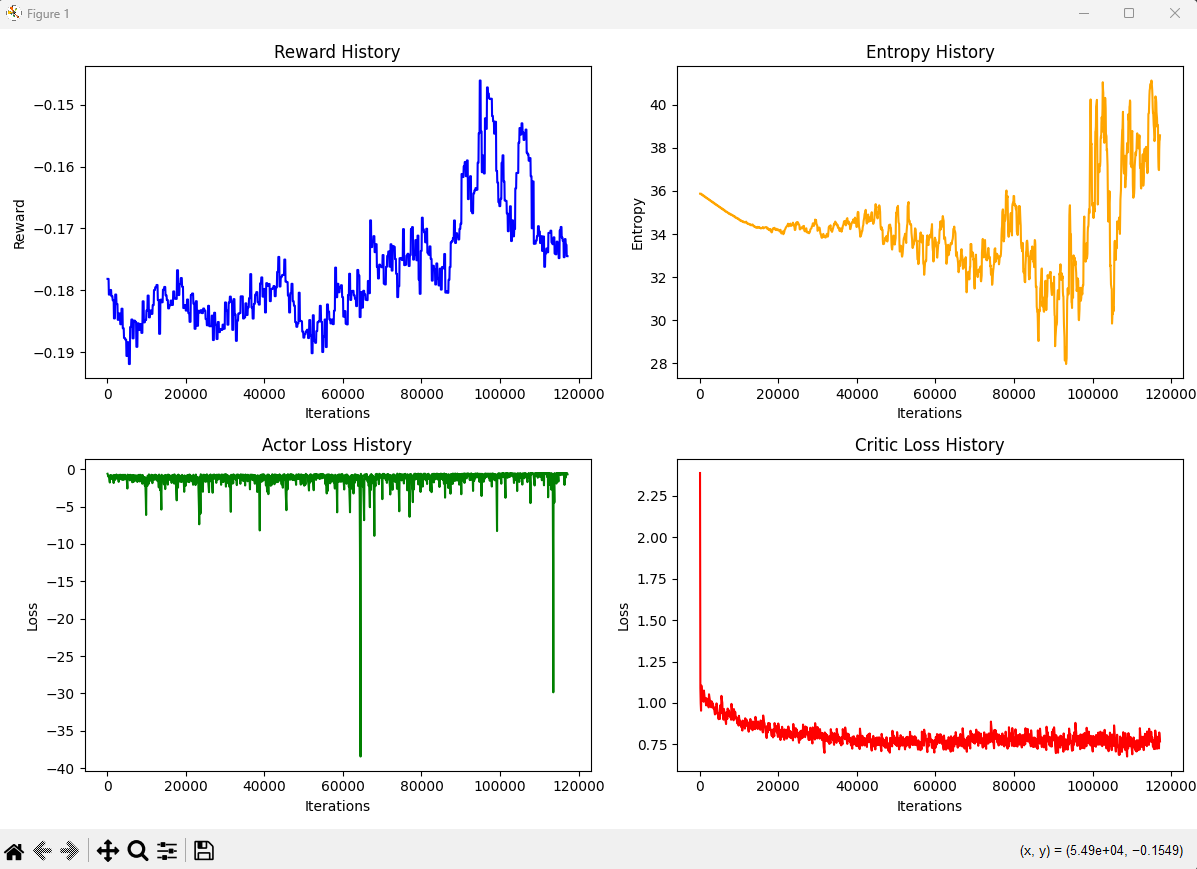 Figure 1
Reward History
Reward
−0.15
−0.16
−0.17
−0.18
−0.19
0 20000 40000 60000 80000 100000 120000
Iterations
Entropy History
Entropy
40
38
36
34
32
30
28
0 20000 40000 60000 80000 100000 120000
Iterations
Actor Loss History
Loss
0
−5
−10
−15
−20
−25
−30
−35
−40
0 20000 40000 60000 80000 100000 120000
Iterations
Critic Loss History
Loss
2.25
2.00
1.75
1.50
1.25
1.00
0.75
0 20000 40000 60000 80000 100000 120000
Iterations
(x, y) = (5.49e+04, −0.1549)